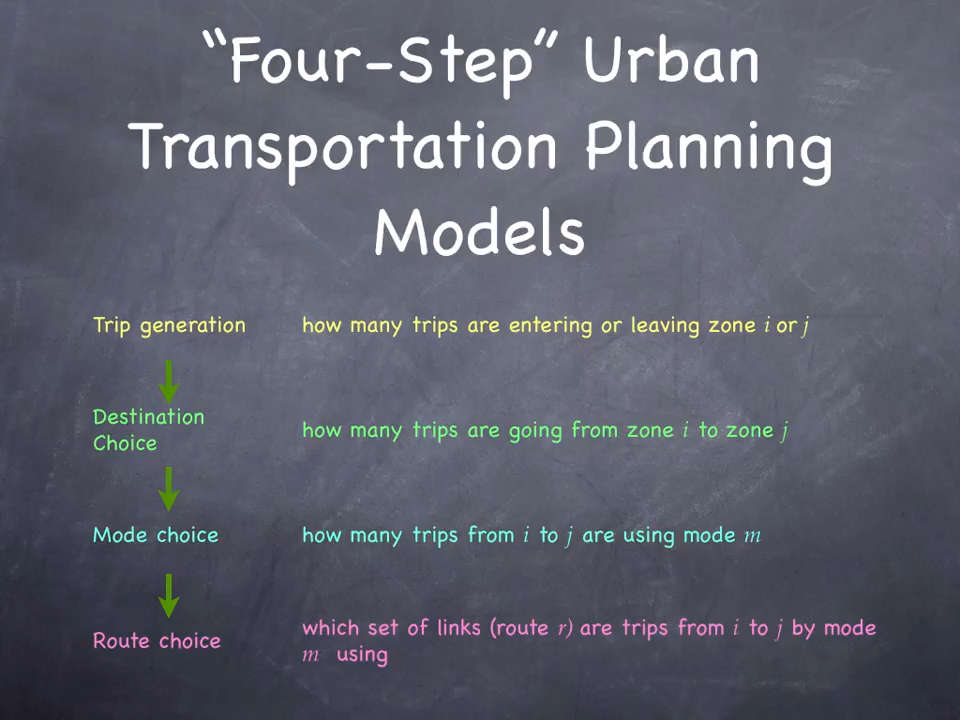 “Four-Step” Urban
Transportation Planning
Models
Trip generation
how many trips are entering or leaving zone i or j
Destination
Choice
how many trips are going from zone i to zone j
Mode choice
how many trips from i to j are using mode m
Route choice
which set of links (route r) are trips from i to j by mode
m using